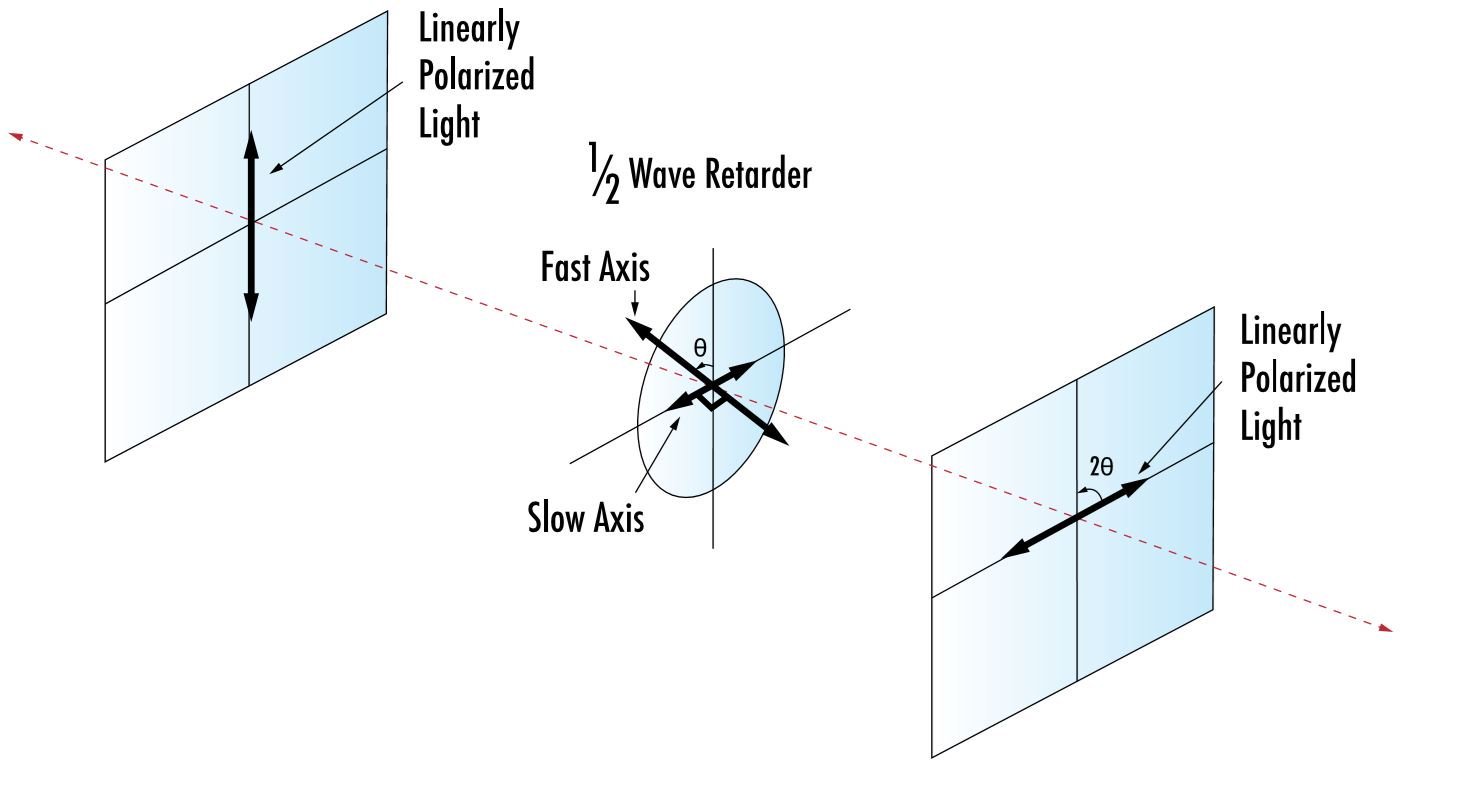 Linearly
Polarized
Light
½ Wave Retarder
Fast Axis
θ
Slow Axis
Linearly
Polarized
Light
2θ